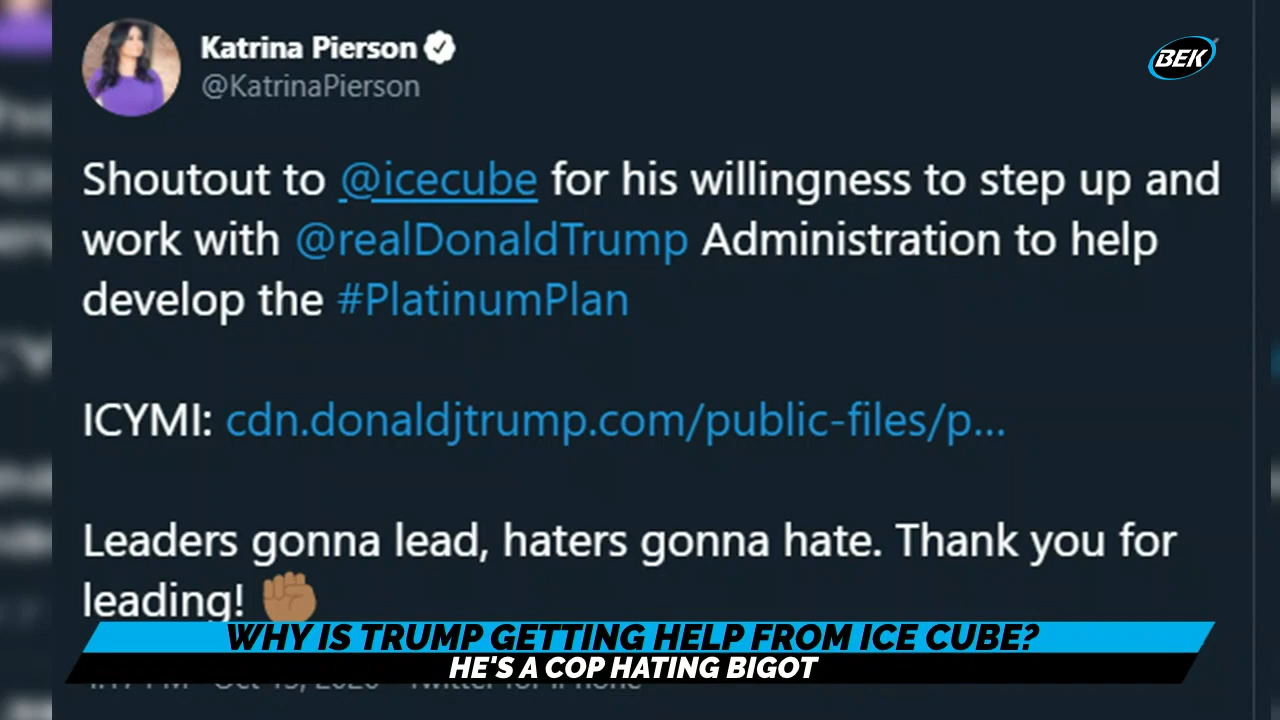 Katrina Pierson
@KatrinaPierson
BEK
Shoutout to @icecube for his willingness to step up and
work with @realDonaldTrump Administration to help
develop the #PlatinumPlan
ICYMI: cdn.donaldjtrump.com/public-files/p...
Leaders gonna lead, haters gonna hate. Thank you for
leading! ✊🏾
WHY IS TRUMP GETTING HELP FROM ICE CUBE?
HE'S A COP HATING BIGOT